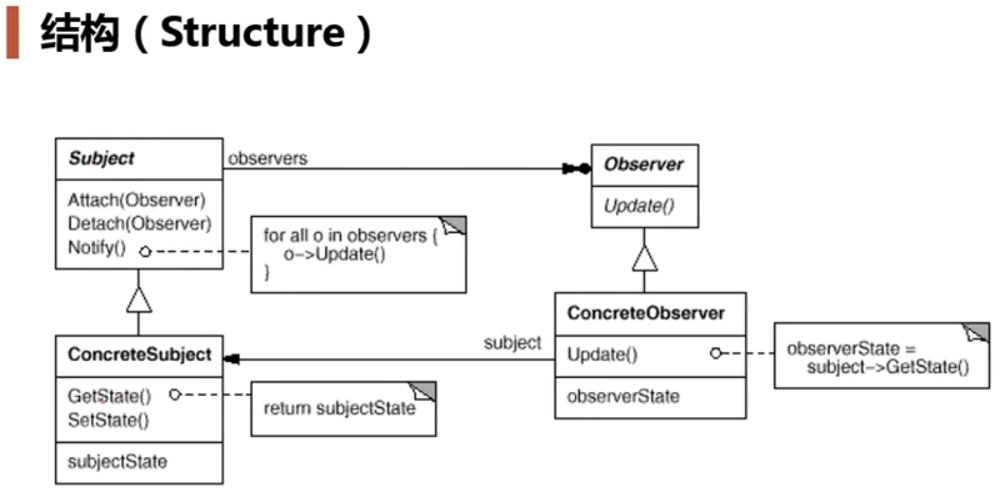 结构（Structure）
Subject
Attach(Observer)
Detach(Observer)
Notify()
observers
for all o in observers {
o->Update()
}
Observer
Update()
ConcreteSubject
GetState()
SetState()
subjectState
return subjectState
subject
ConcreteObserver
Update()
observerState
observerState =
subject->GetState()